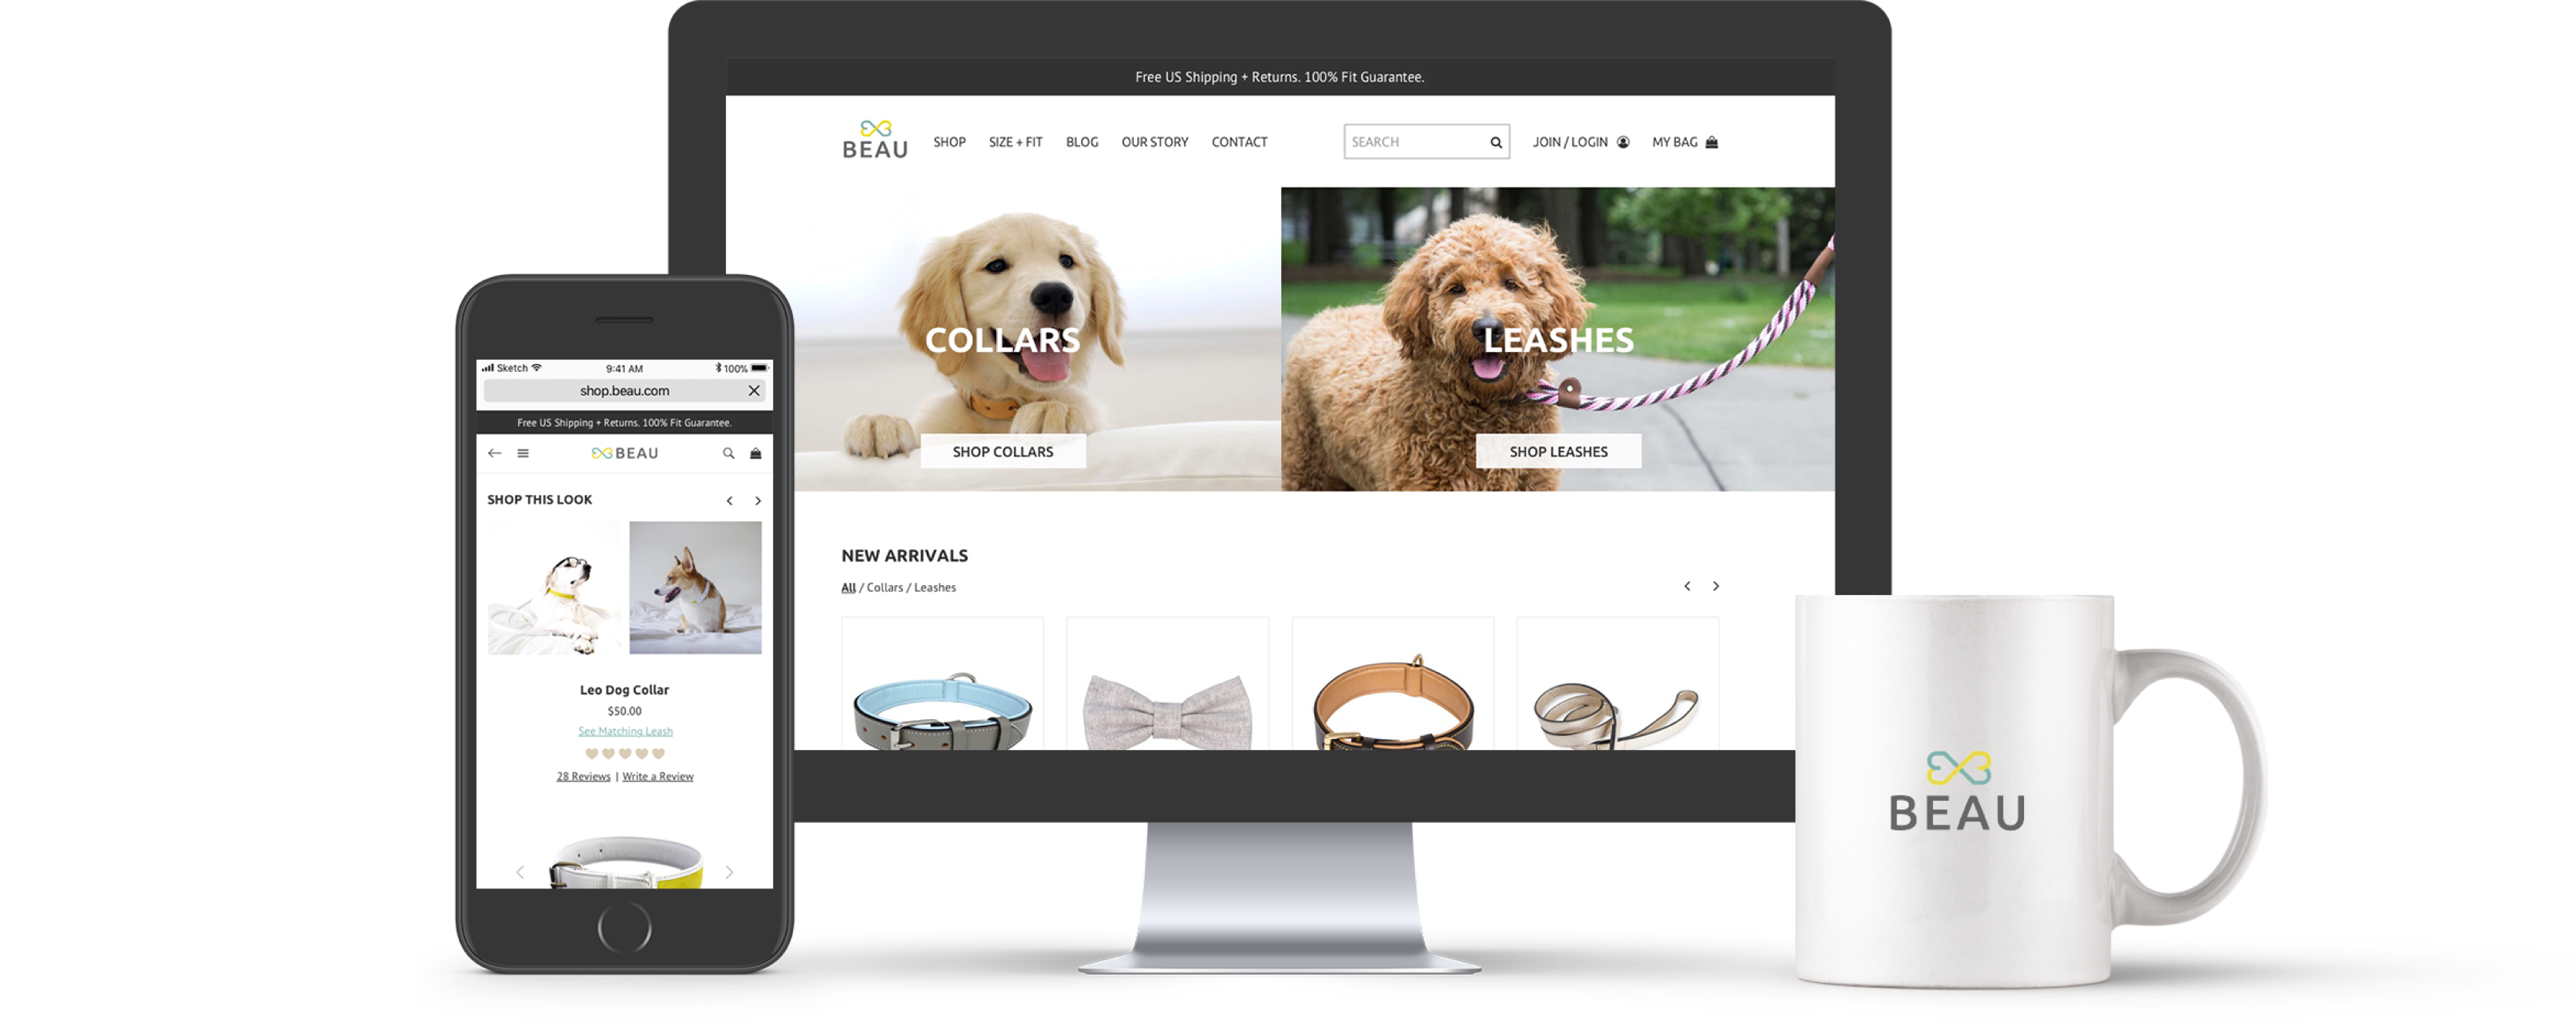 Free US Shipping + Returns. 100% Fit Guarantee.
BEAU
SHOP SIZE + FIT BLOG OUR STORY CONTACT SEARCH JOIN / LOGIN MY BAG
COLLARS
SHOP COLLARS
LEASHES
SHOP LEASHES
NEW ARRIVALS
All / Collars / Leashes
Sketch 9:41 AM 100%
shop.beau.com
Free US Shipping + Returns. 100% Fit Guarantee.
BEAU
SHOP THIS LOOK
Leo Dog Collar
$50.00
See Matching Leash
28 Reviews | Write a Review
BEAU